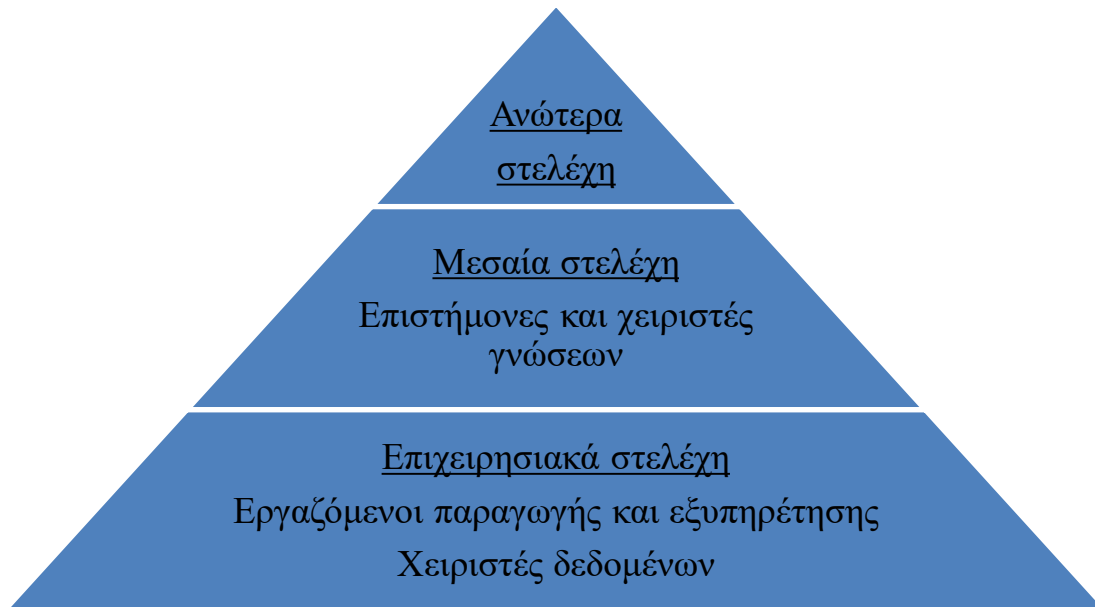 Ανώτερα
στελέχη
Μεσαία στελέχη
Επιστήμονες και χειριστές
γνώσεων
Επιχειρησιακά στελέχη
Εργαζόμενοι παραγωγής και εξυπηρέτησης
Χειριστές δεδομένων